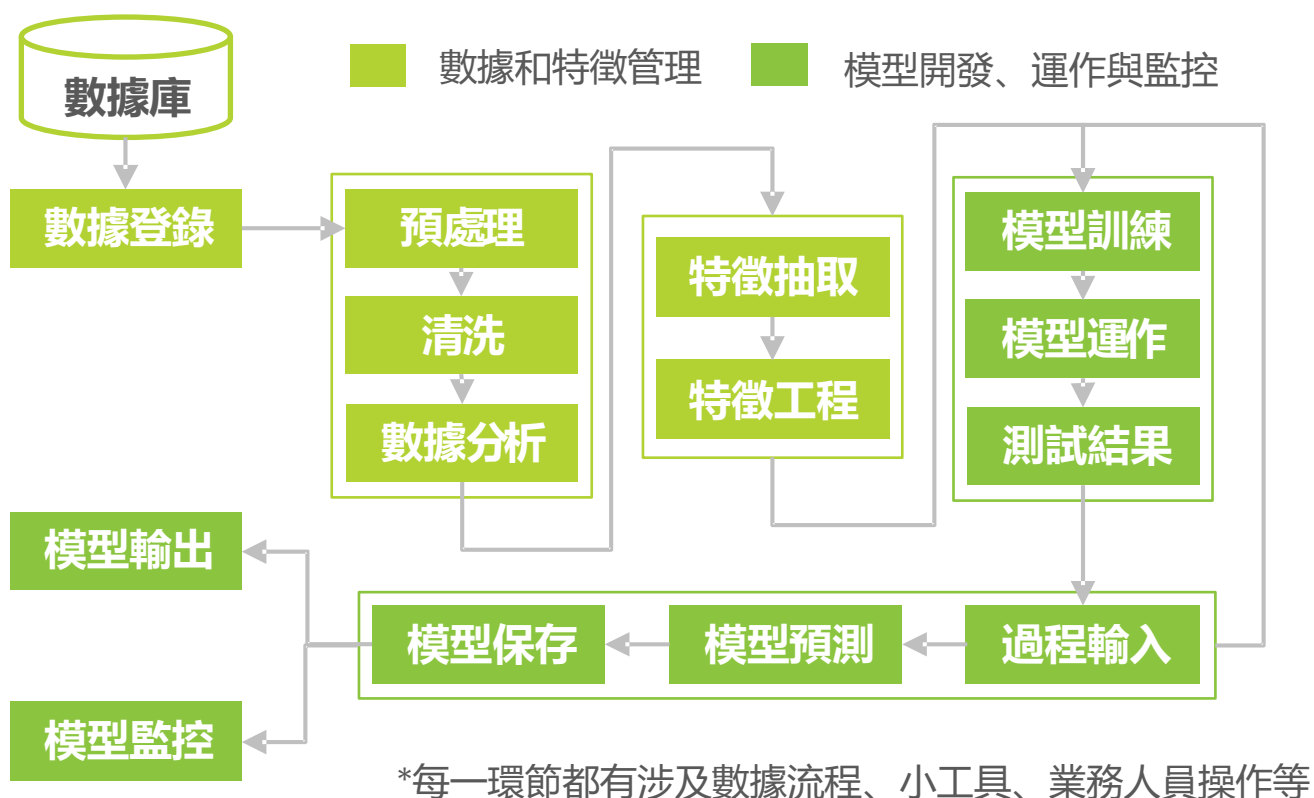 數據庫
數據和特徵管理
模型開發、運作與監控
數據登錄
預處理
清洗
數據分析
特徵抽取
特徵工程
模型訓練
模型運作
測試結果
過程輸入
模型預測
模型保存
模型輸出
模型監控
*每一環節都有涉及數據流程、小工具、業務人員操作等